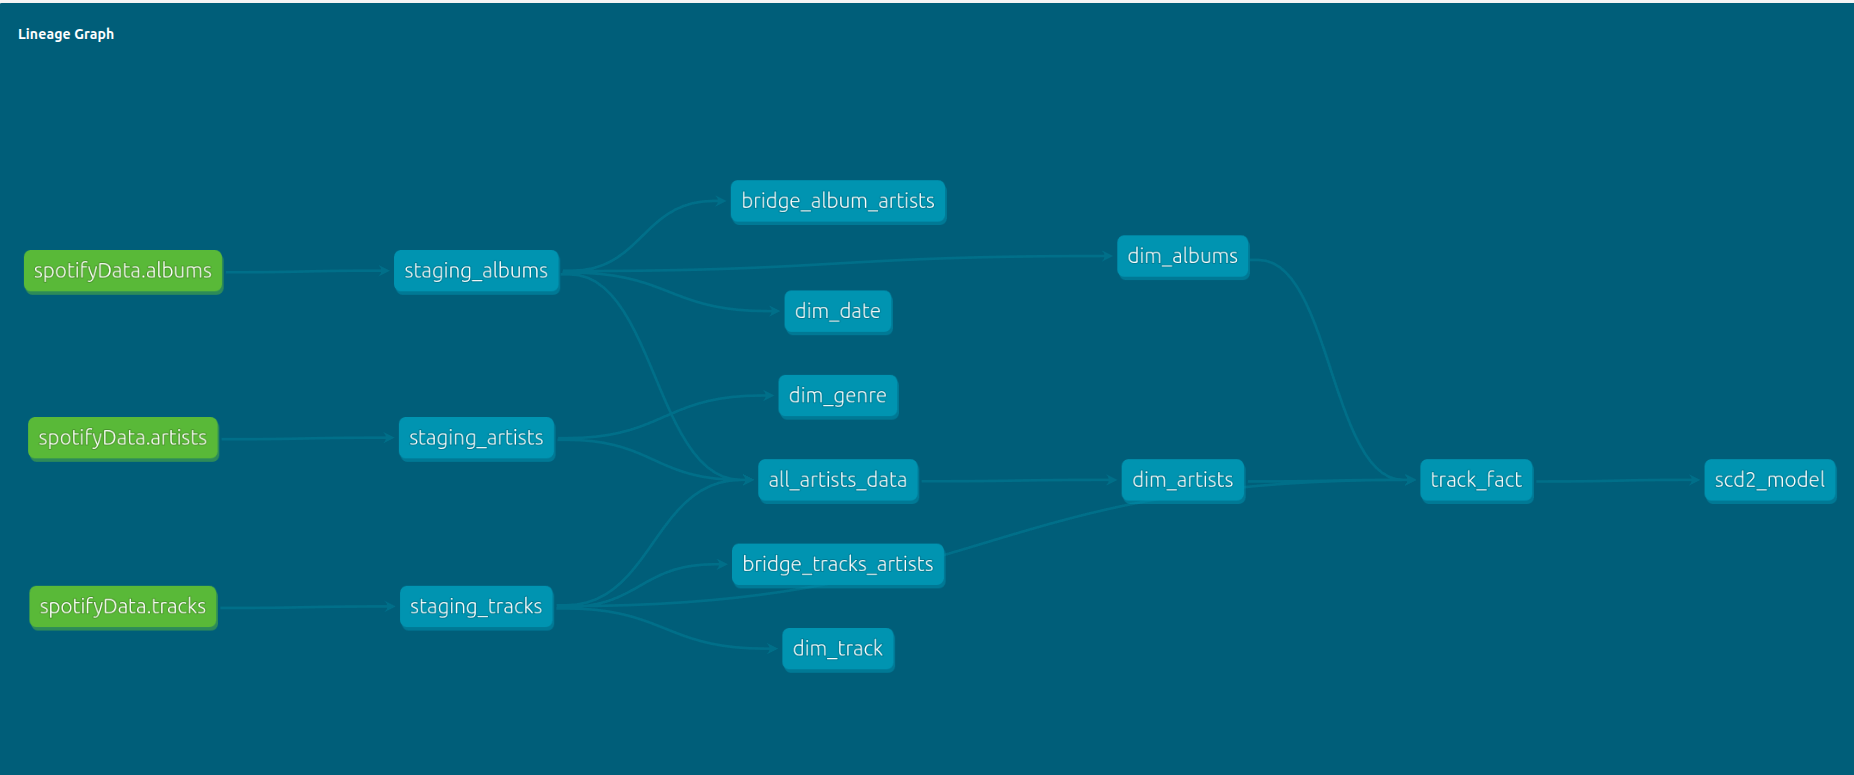 Lineage Graph
bridge_album_artists
dim_albums
spotifyData.albums
staging_albums
dim_date
dim_genre
spotifyData.artists
staging_artists
all_artists_data
dim_artists
track_fact
scd2_model
bridge_tracks_artists
spotifyData.tracks
staging_tracks
dim_track